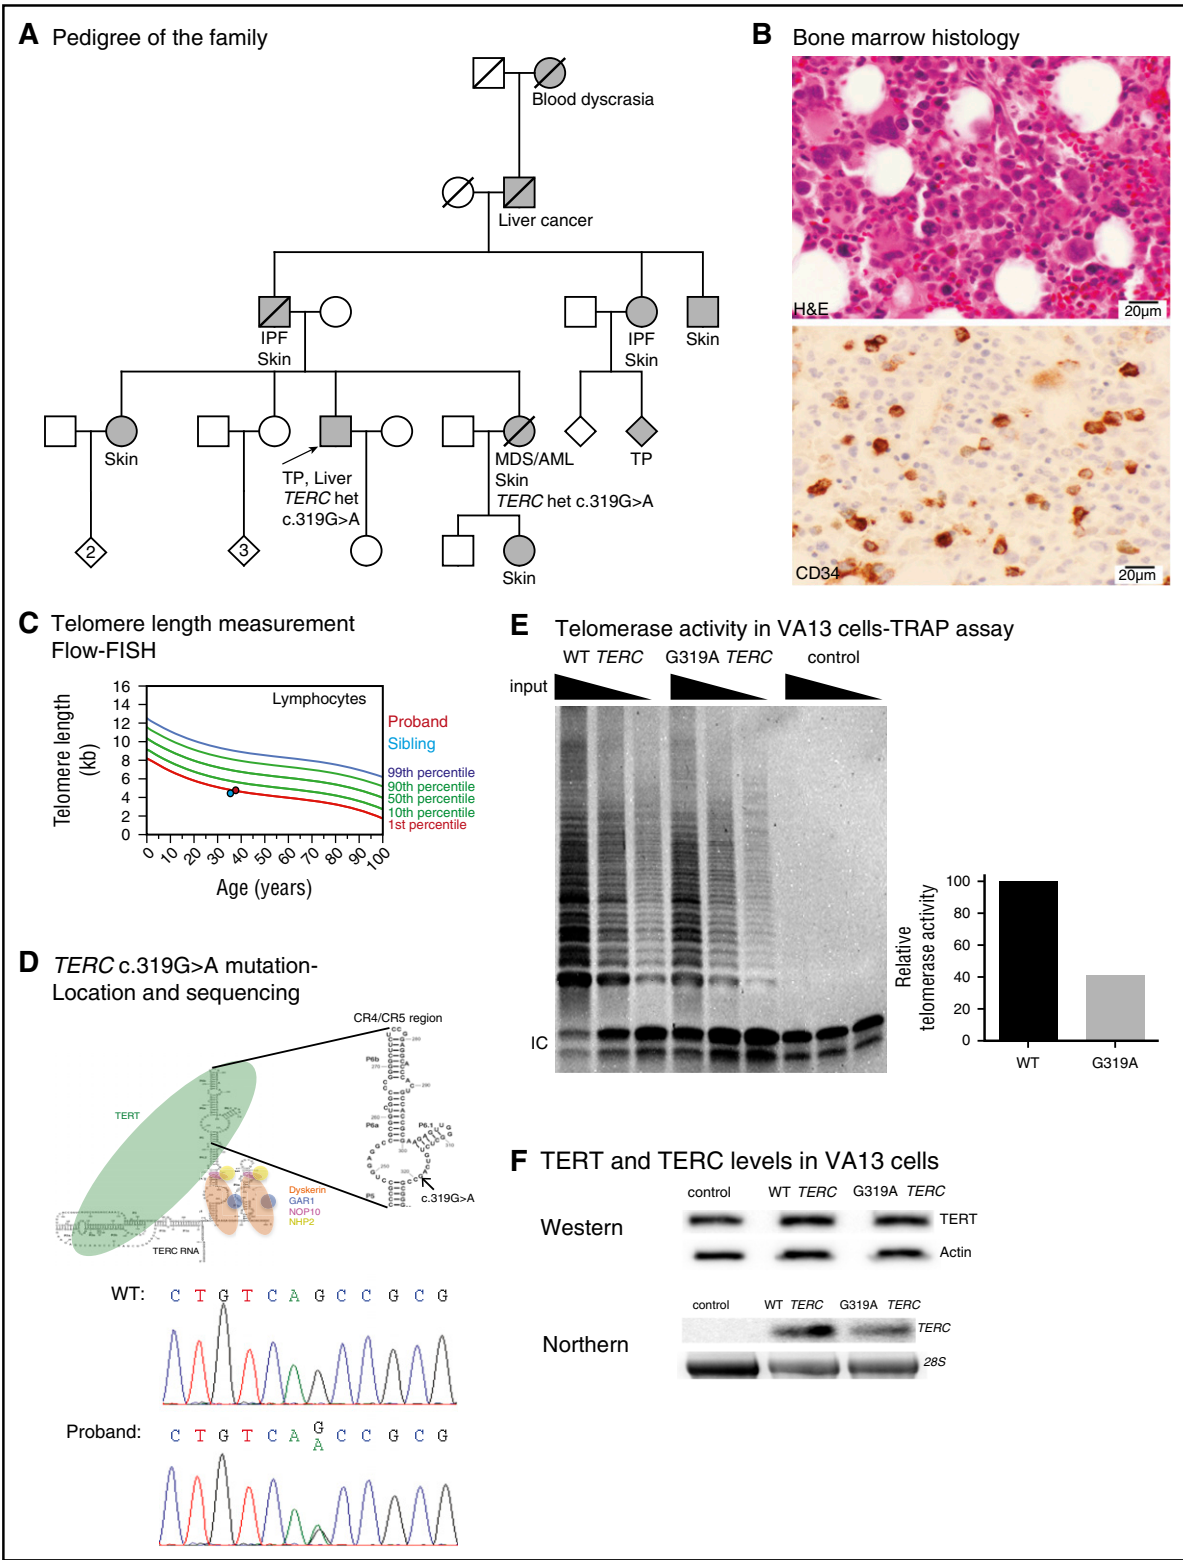 A Pedigree of the family
Blood dyscrasia
Liver cancer
IPF
Skin
IPF
Skin
Skin
Skin
TP, Liver
TERC het
c.319G>A
MDS/AML
Skin
TERC het c.319G>A
TP
2
3
Skin
B Bone marrow histology
H&E
20µm
CD34
20µm
C Telomere length measurement
Flow-FISH
Lymphocytes
Telomere length
(kb)
16
14
12
10
8
6
4
2
0
0 10 20 30 40 50 60 70 80 90 100
Age (years)
Proband
Sibling
99th percentile
90th percentile
50th percentile
10th percentile
1st percentile
D TERC c.319G>A mutation-
Location and sequencing
CR4/CR5 region
P6b
P6a
P6.1
P5
c.319G>A
TERT
Dyskerin
GAR1
NOP10
NHP2
TERC RNA
WT: C T G T C A G C C G C G
Proband: C T G T C A G C C G C G
A
E Telomerase activity in VA13 cells-TRAP assay
WT TERC G319A TERC control
input
IC
Relative
telomerase activity
100
80
60
40
20
0
WT G319A
F TERT and TERC levels in VA13 cells
control WT TERC G319A TERC
Western
TERT
Actin
control WT TERC G319A TERC
Northern
TERC
28S